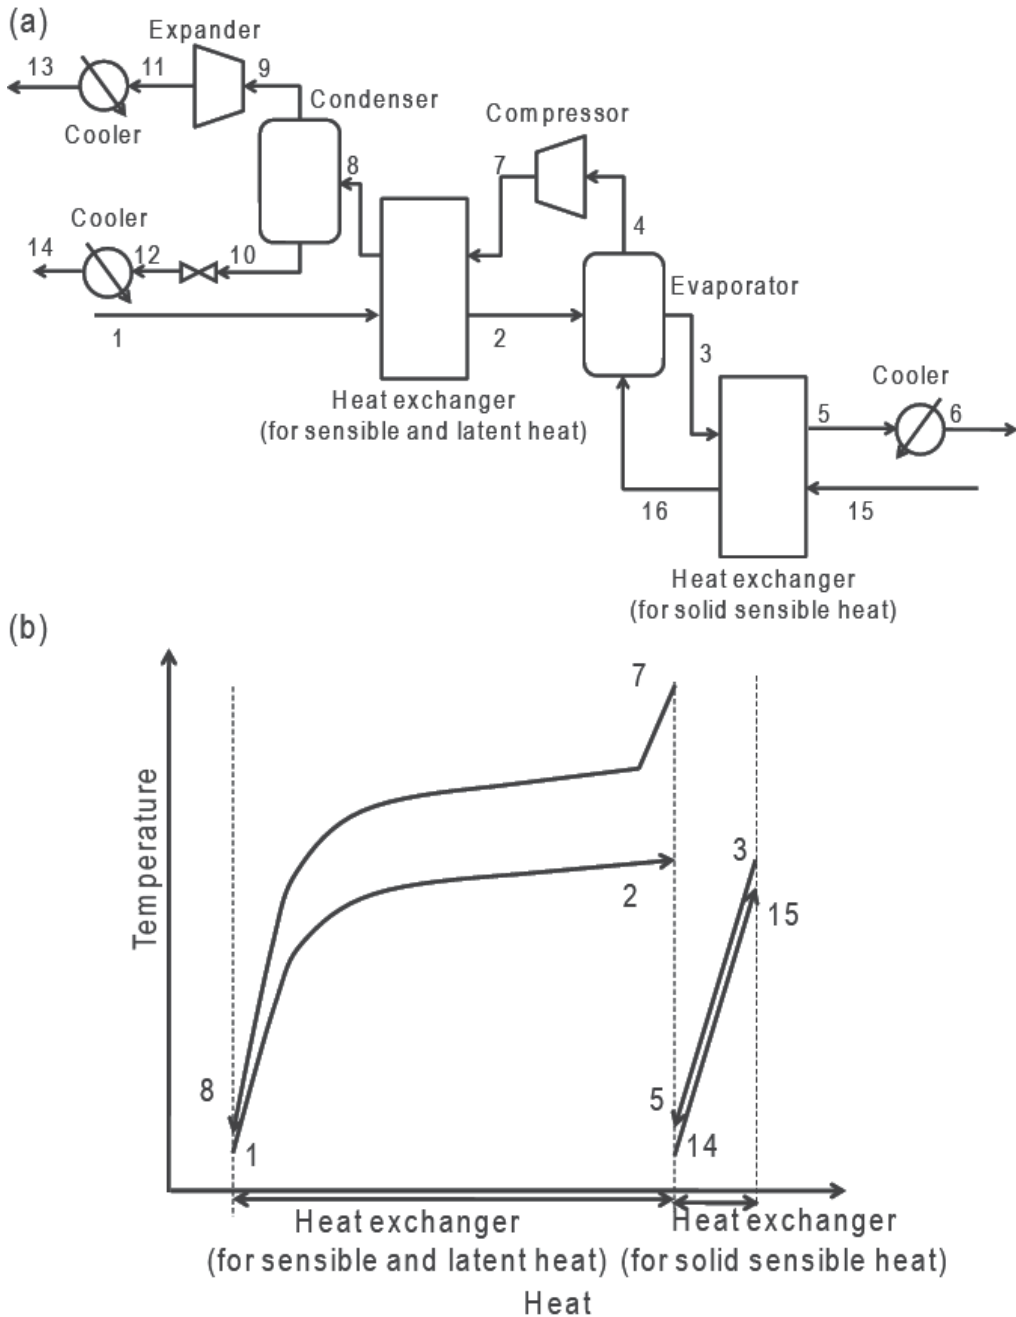 (a)
Expander
13
11
9
Cooler
Condenser
Compressor
8
7
Cooler
4
14
12
10
Evaporator
1
2
3
Heat exchanger
(for sensible and latent heat)
Cooler
5
6
16
15
Heat exchanger
(for solid sensible heat)
(b)
Temperature
7
3
2
15
8
5
1
14
Heat exchanger
(for sensible and latent heat)
Heat exchanger
(for solid sensible heat)
Heat